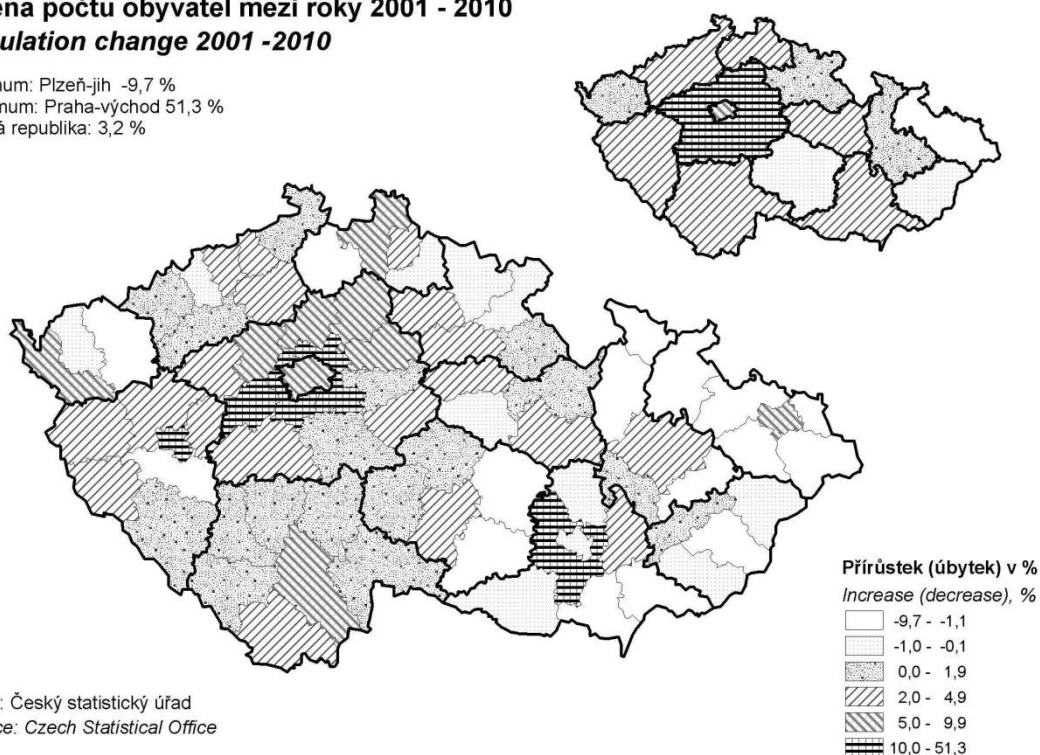 ena počtu obyvatel mezi roky 2001 - 2010
ulation change 2001 -2010
num: Plzeň-jih -9,7 %
mum: Praha-východ 51,3 %
á republika: 3,2 %
Přírůstek (úbytek) v %
Increase (decrease), %
-9,7 - -1,1
-1,0 - -0,1
0,0 - 1,9
2,0 - 4,9
5,0 - 9,9
10,0 - 51,3
: Český statistický úřad
ce: Czech Statistical Office